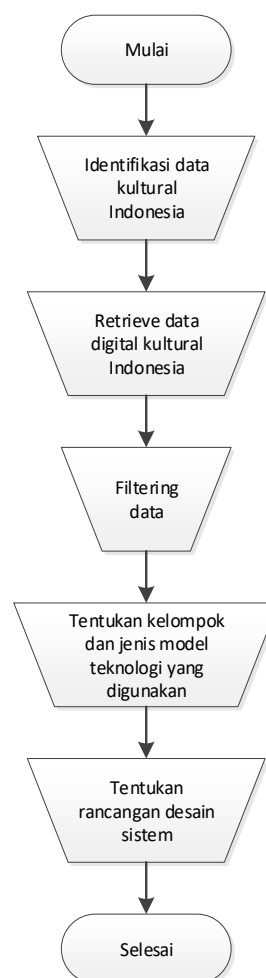 Mulai
Identifikasi data
kultural
Indonesia
Retrieve data
digital kultural
Indonesia
Filtering
data
Tentukan kelompok
dan jenis model
teknologi yang
digunakan
Tentukan
rancangan desain
sistem
Selesai